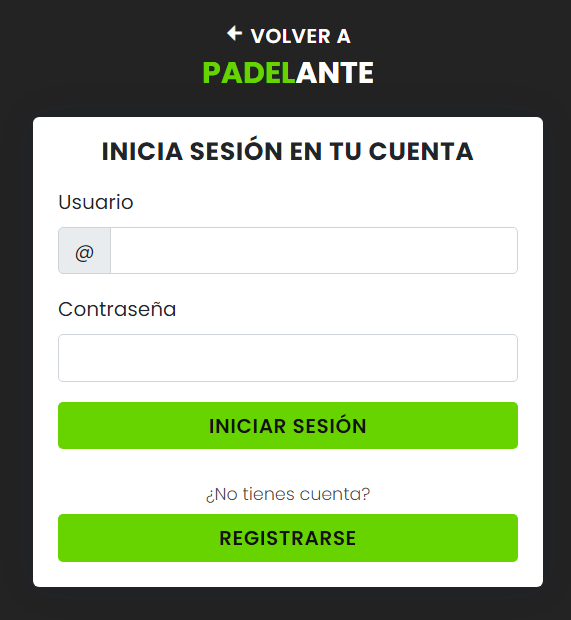 VOLVER A
PADELANTE
INICIA SESIÓN EN TU CUENTA
Usuario
@
Contraseña
INICIAR SESIÓN
¿No tienes cuenta?
REGISTRARSE